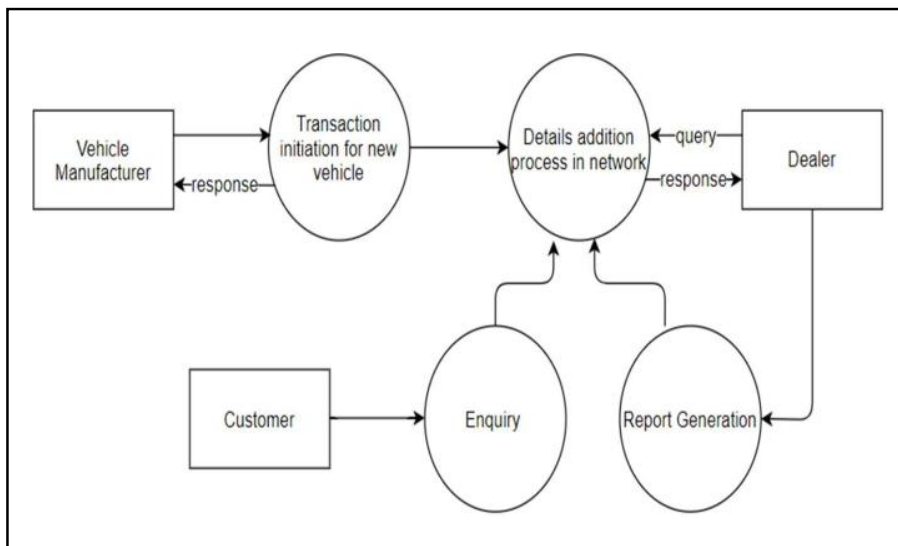 Vehicle
Manufacturer
response
Transaction
initiation for new
vehicle
Details addition
process in network
query
response
Dealer
Customer
Enquiry
Report Generation